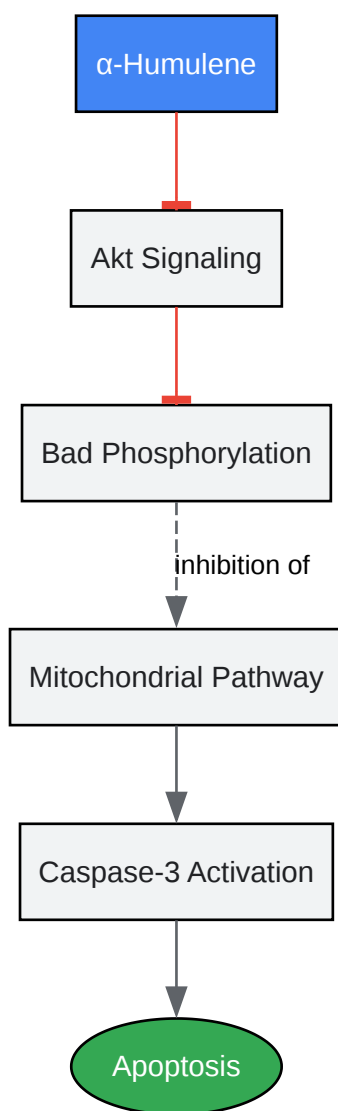 α-Humulene
Akt Signaling
Bad Phosphorylation
inhibition of
Mitochondrial Pathway
Caspase-3 Activation
Apoptosis